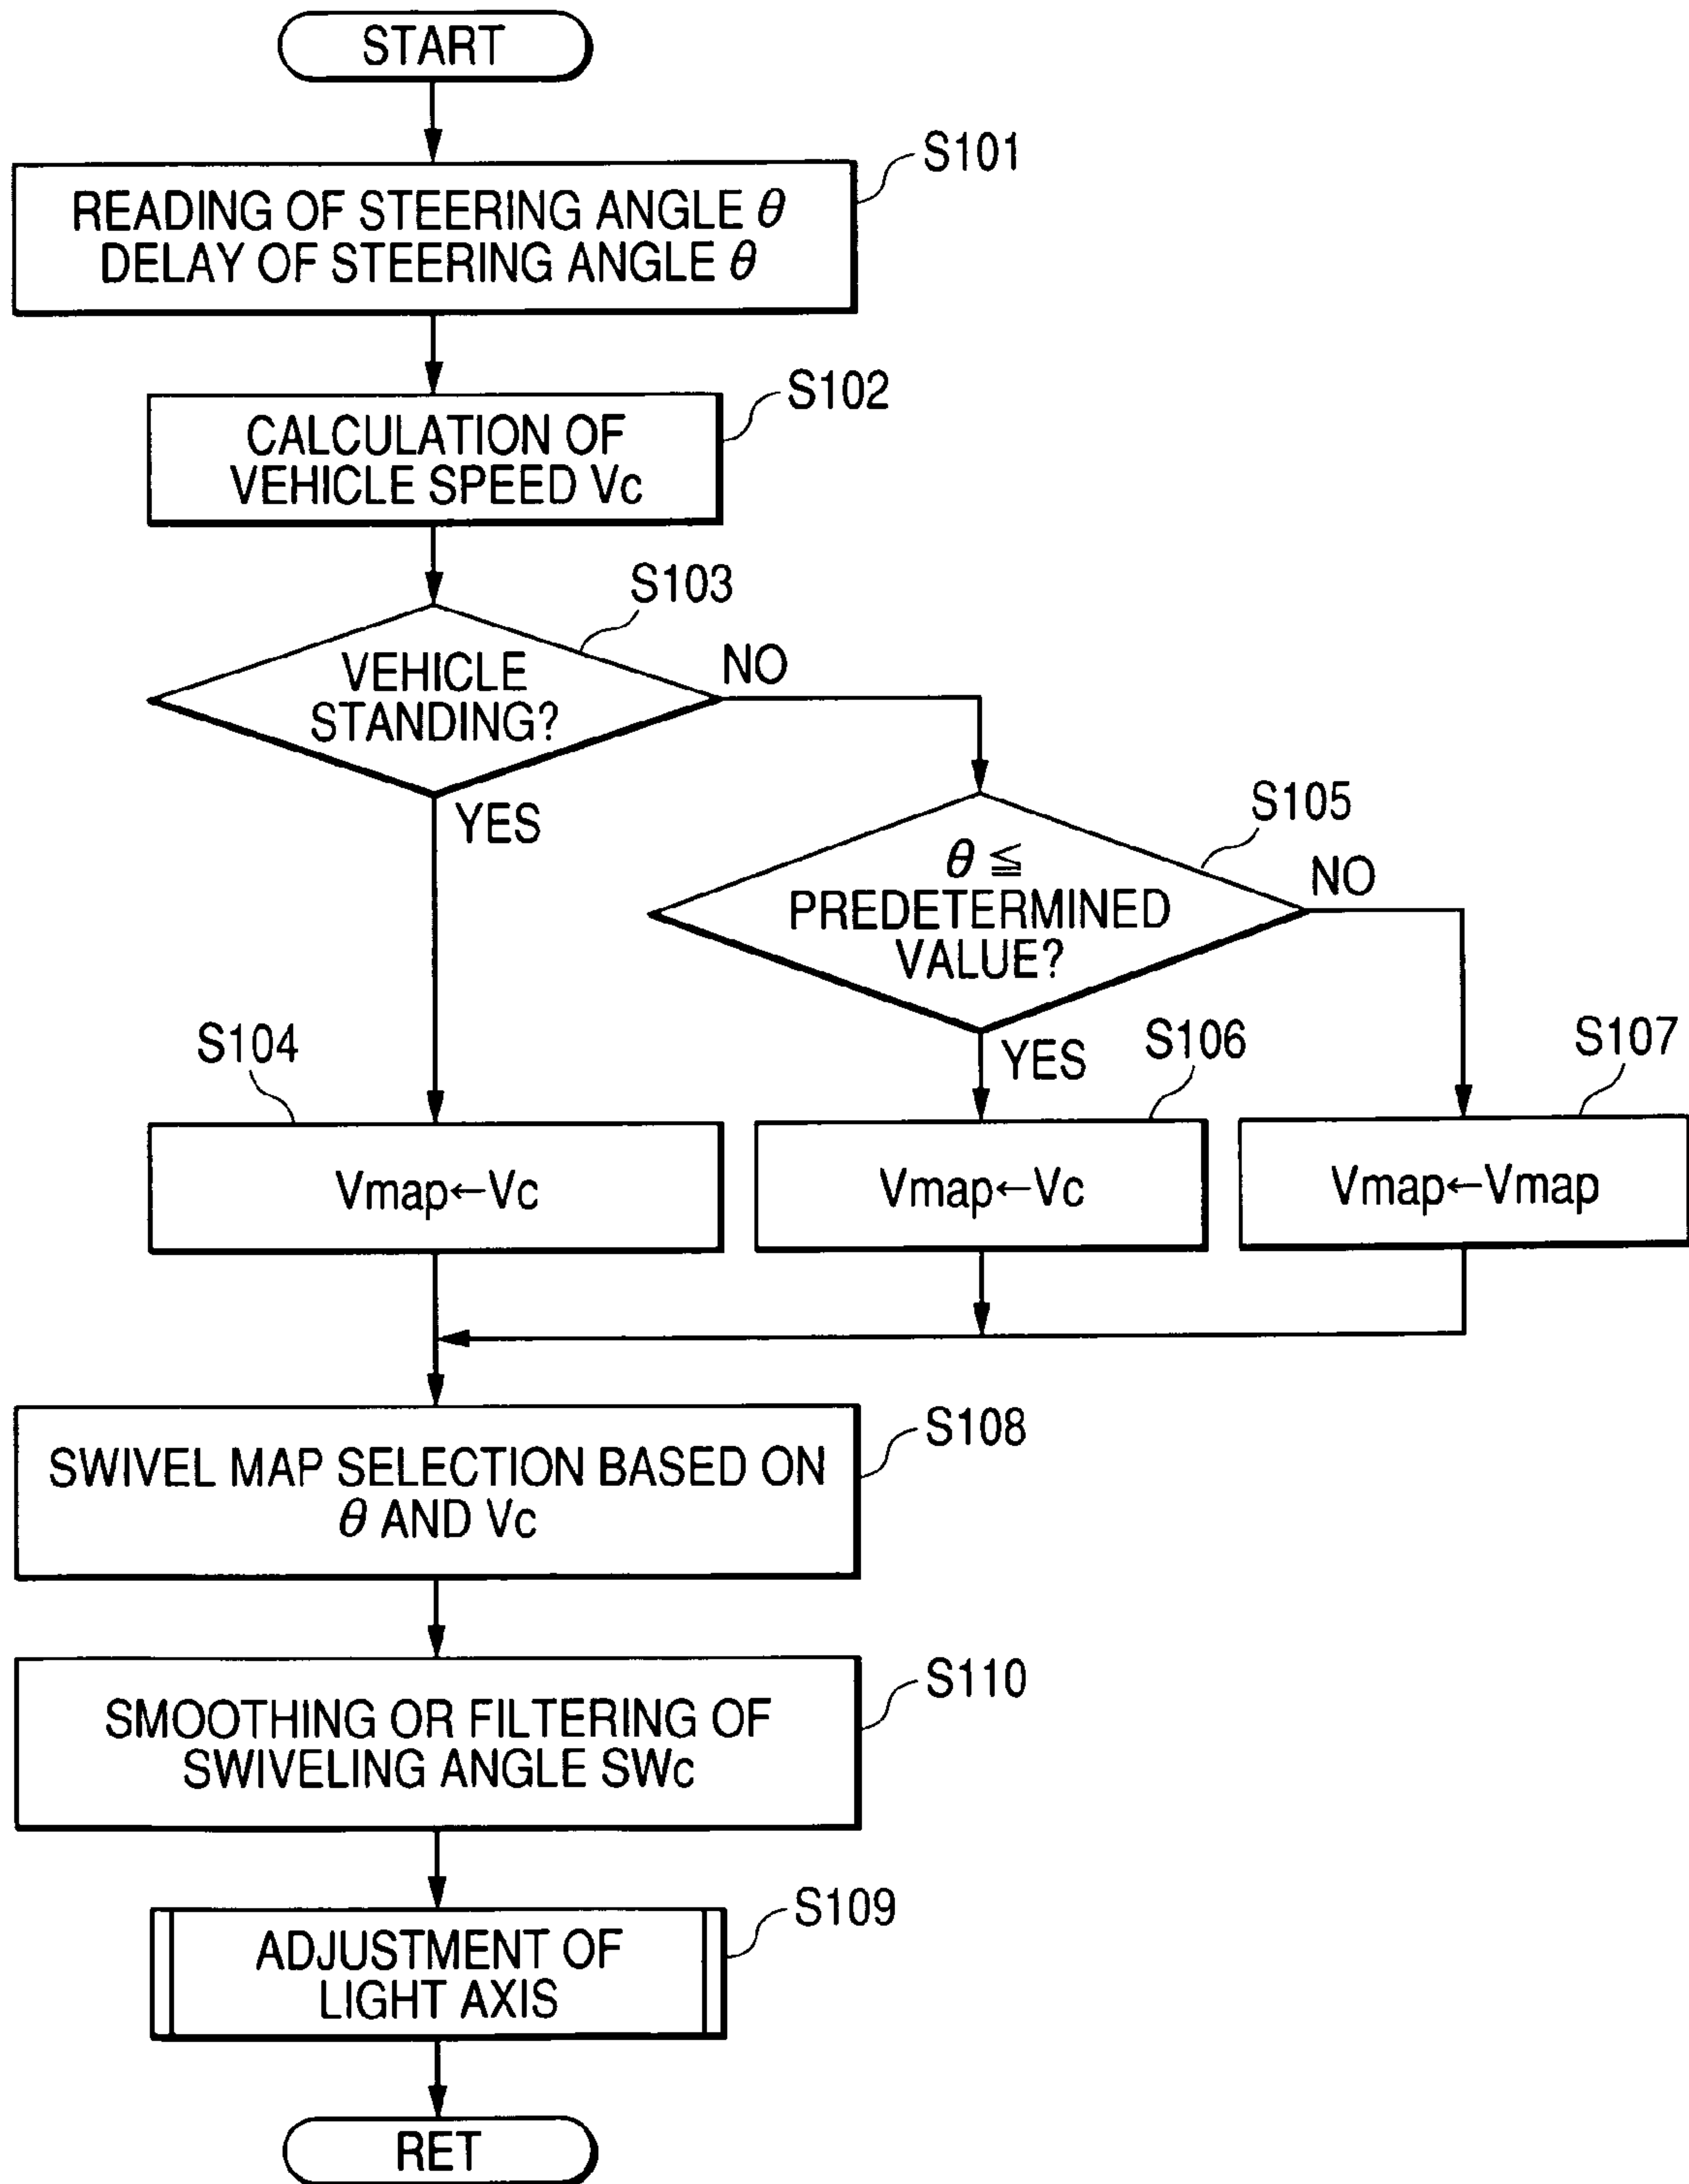 START
S101
READING OF STEERING ANGLE θ
DELAY OF STEERING ANGLE θ
S102
CALCULATION OF
VEHICLE SPEED Vc
S103
VEHICLE
STANDING?
NO
YES
S105
θ ≦
PREDETERMINED
VALUE?
NO
YES
S104
Vmap←Vc
S106
Vmap←Vc
S107
Vmap←Vmap
S108
SWIVEL MAP SELECTION BASED ON
θ AND Vc
S110
SMOOTHING OR FILTERING OF
SWIVELING ANGLE SWc
S109
ADJUSTMENT OF
LIGHT AXIS
RET